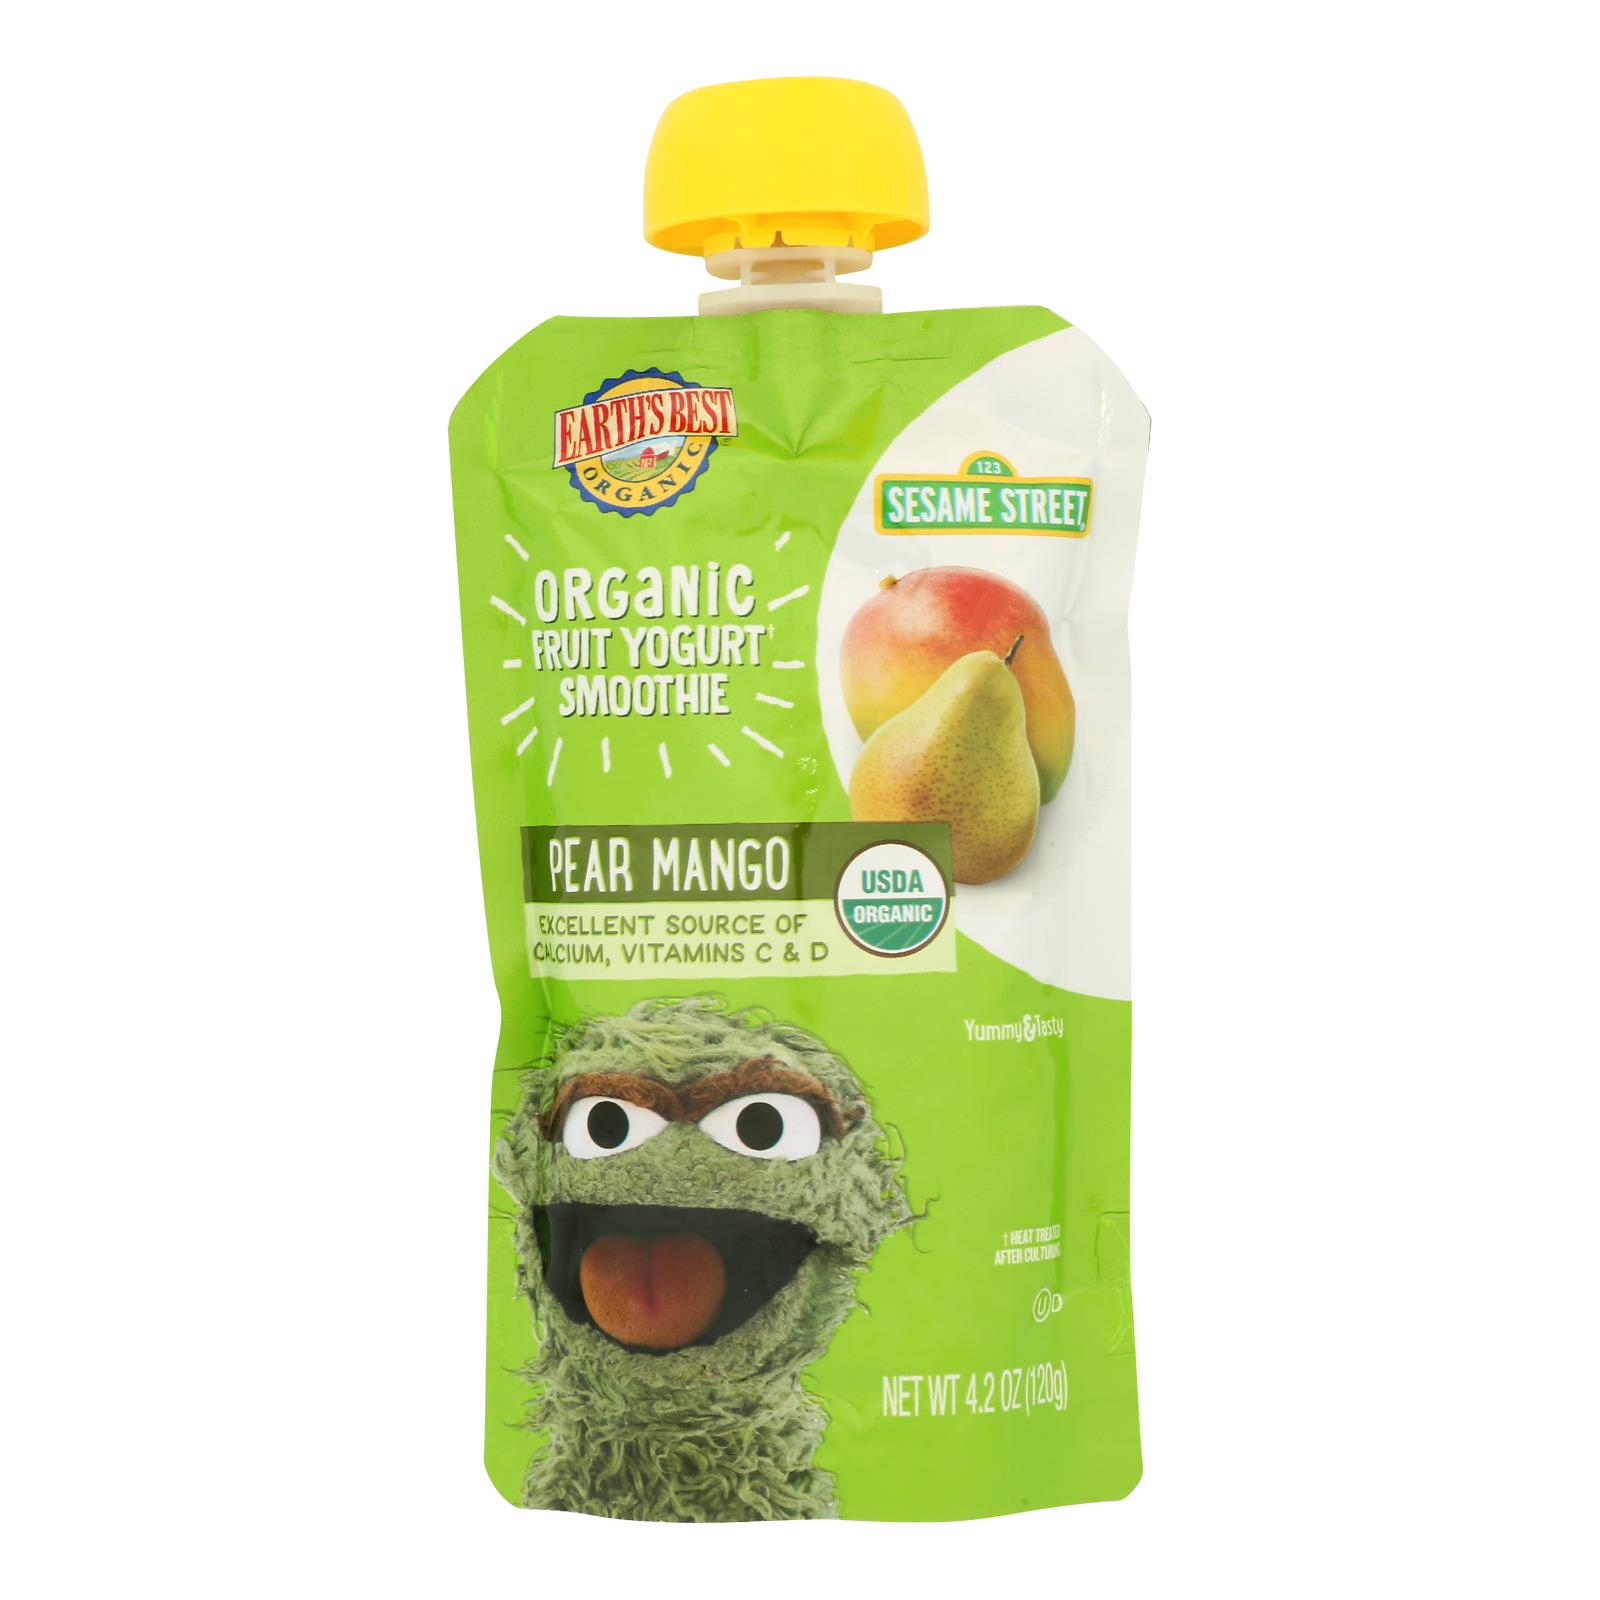 EARTH'S BEST
ORGANIC
123
SESAME STREET
ORGaNiC
FRUIT YOGURT†
SMOOTHIE
PEAR MANGO
EXCELLENT SOURCE OF
CALCIUM, VITAMINS C & D
USDA
ORGANIC
Yummy&Tasty
† HEAT TREATED
AFTER CULTURING
UD
NET WT 4.2 OZ (120g)